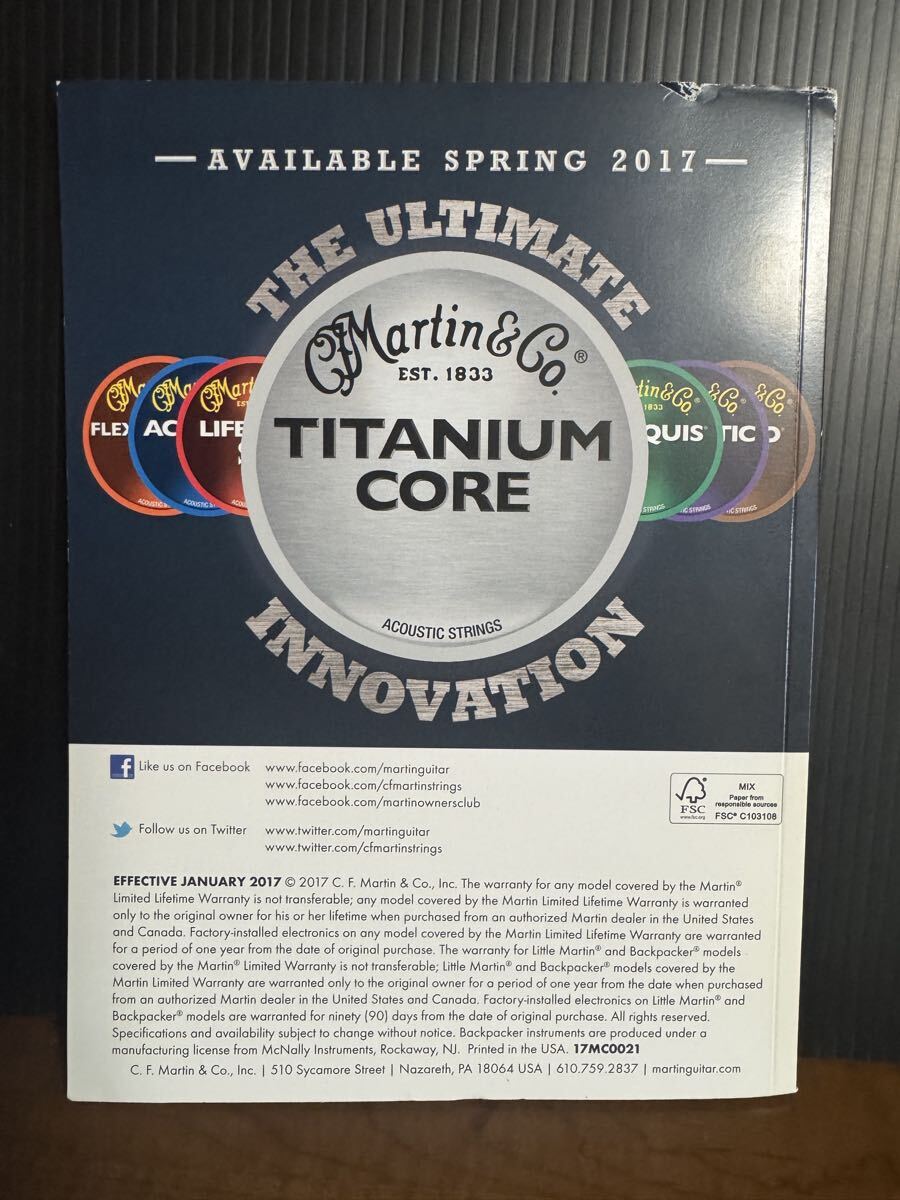 AVAILABLE SPRING 2017
THE ULTIMATE
CFMartin & Co.®
EST. 1833
TITANIUM
CORE
ACOUSTIC STRINGS
FLEX
AC
LIFE
QUIS®
TIC
O®
INNOVATION
Like us on Facebook www.facebook.com/martinguitar
www.facebook.com/cfmartinstrings
www.facebook.com/martinownersclub
Follow us on Twitter www.twitter.com/martinguitar
www.twitter.com/cfmartinstrings
FSC
www.fsc.org
MIX
Paper from
responsible sources
FSC® C103108
EFFECTIVE JANUARY 2017 © 2017 C. F. Martin & Co., Inc. The warranty for any model covered by the Martin®
Limited Lifetime Warranty is not transferable; any model covered by the Martin Limited Lifetime Warranty is warranted
only to the original owner for his or her lifetime when purchased from an authorized Martin dealer in the United States
and Canada. Factory-installed electronics on any model covered by the Martin Limited Lifetime Warranty are warranted
for a period of one year from the date of original purchase. The warranty for Little Martin® and Backpacker® models
covered by the Martin® Limited Warranty is not transferable; Little Martin® and Backpacker® models covered by the
Martin Limited Warranty are warranted only to the original owner for a period of one year from the date when purchased
from an authorized Martin dealer in the United States and Canada. Factory-installed electronics on Little Martin® and
Backpacker® models are warranted for ninety (90) days from the date of original purchase. All rights reserved.
Specifications and availability subject to change without notice. Backpacker instruments are produced under a
manufacturing license from McNally Instruments, Rockaway, NJ. Printed in the USA. 17MC0021
C. F. Martin & Co., Inc. | 510 Sycamore Street | Nazareth, PA 18064 USA | 610.759.2837 | martinguitar.com